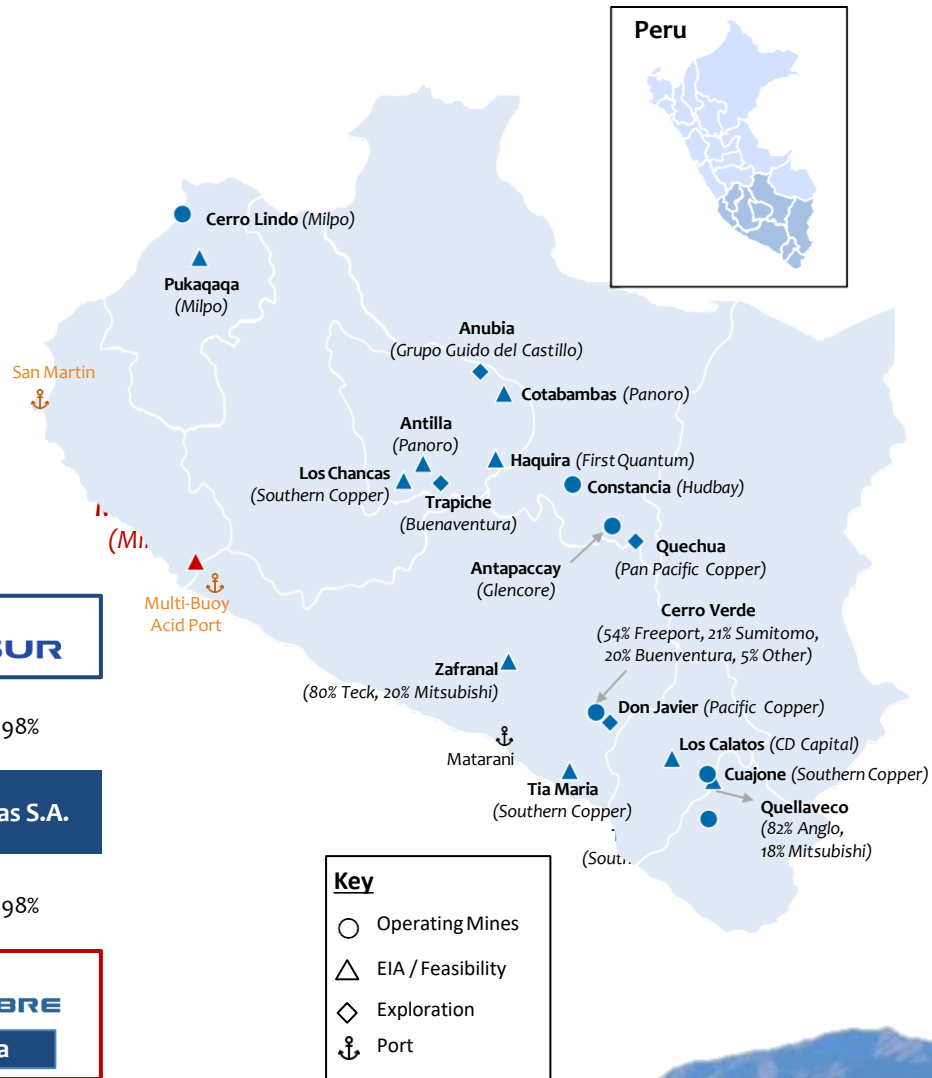 Peru
Cerro Lindo (Milpo)
Pukaqaqa
(Milpo)
Anubia
(Grupo Guido del Castillo)
San Martin
Cotabambas (Panoro)
Antilla
(Panoro)
Haquira (First Quantum)
Los Chancas
(Southern Copper)
Constancia (Hudbay)
Trapiche
(Buenaventura)
Quechua
(Pan Pacific Copper)
Antapaccay
(Glencore)
Multi-Buoy
Acid Port
Cerro Verde
(54% Freeport, 21% Sumitomo,
20% Buenventura, 5% Other)
SUR
Zafranal
(80% Teck, 20% Mitsubishi)
Don Javier (Pacific Copper)
98%
Matarani
Los Calatos (CD Capital)
Cuajone (Southern Copper)
Tia Maria
(Southern Copper)
as S.A.
Quellaveco
(82% Anglo,
18% Mitsubishi)
98%
Key
Operating Mines
EIA / Feasibility
Exploration
Port
BRE
a